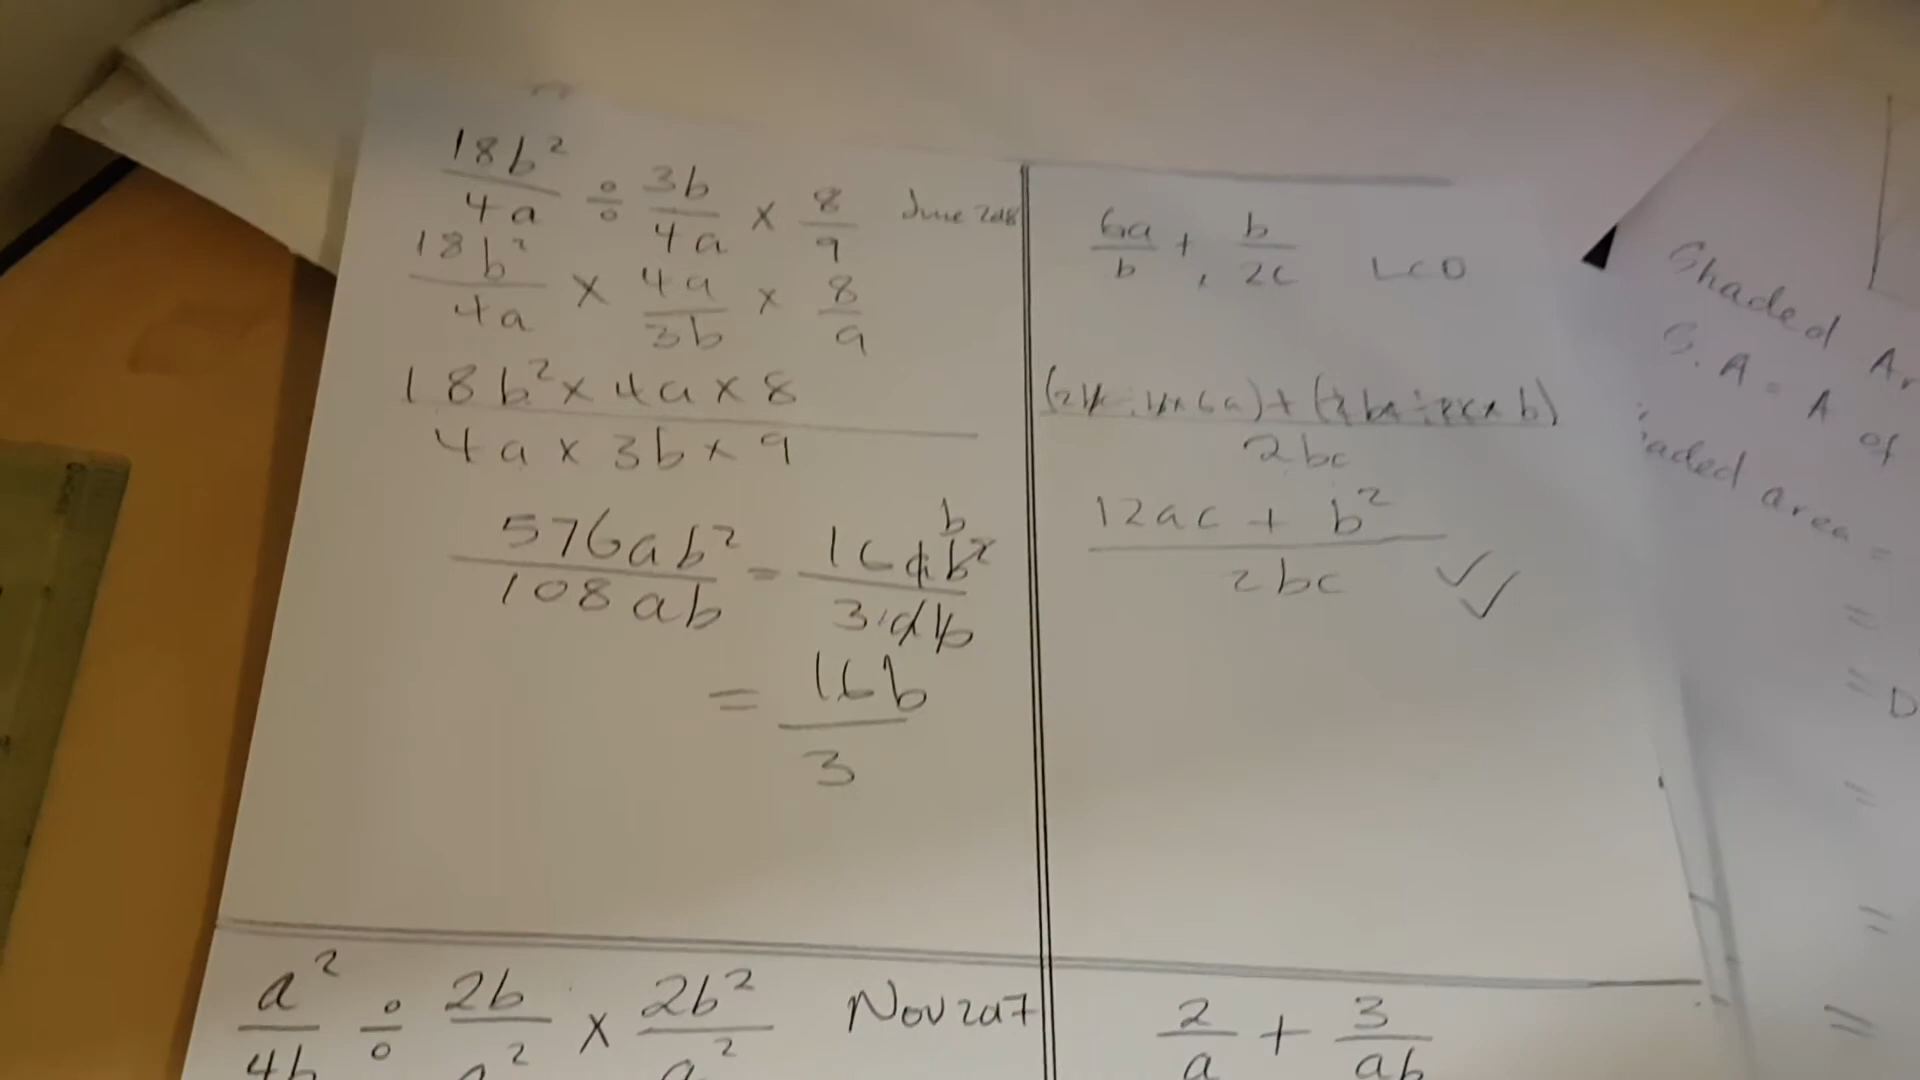 18b²/4a ÷ 3b/4a × 8/9 June 2018
18b²/4a × 4a/3b × 8/9
18b² × 4a × 8
4a × 3b × 9
576ab²/108ab = 16ab²/3ab
b
= 16b/3
6a/b + b/2c LCD
2bc
12ac + b²
2bc
a²/4b ÷ 2b/a² × 2b²/a² Nov 2017
2/a + 3/ab
Shaded
S.A = A of
aded area =
=
= D
=
=
=